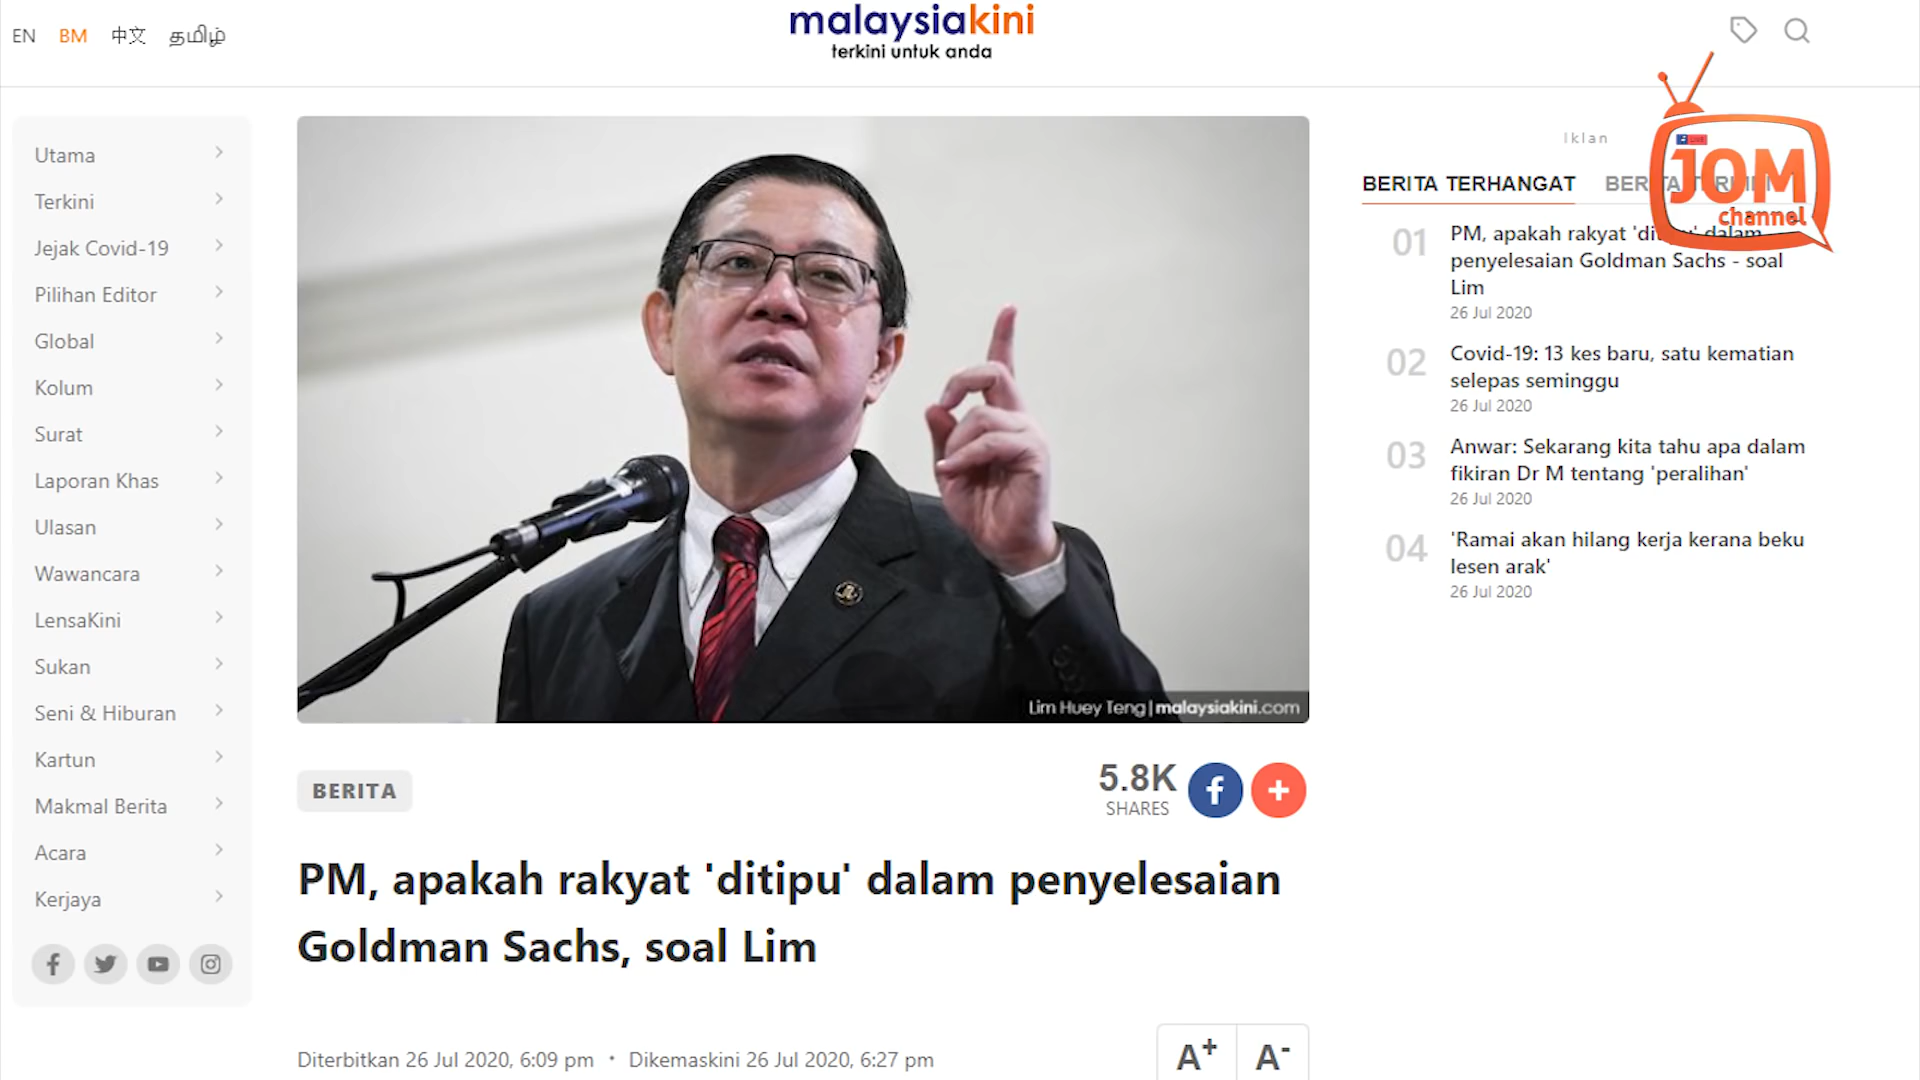 EN BM 中文 தமிழ்
malaysiakini
terkini untuk anda
Utama
Terkini
Jejak Covid-19
Pilihan Editor
Global
Kolum
Surat
Laporan Khas
Ulasan
Wawancara
LensaKini
Sukan
Seni & Hiburan
Kartun
Makmal Berita
Acara
Kerjaya
Lim Huey Teng | malaysiakini.com
BERITA
5.8K
SHARES
PM, apakah rakyat 'ditipu' dalam penyelesaian
Goldman Sachs, soal Lim
Diterbitkan 26 Jul 2020, 6:09 pm • Dikemaskini 26 Jul 2020, 6:27 pm
A+ A-
Iklan
JOM
channel
BERITA TERHANGAT
01 PM, apakah rakyat 'ditipu' dalam
penyelesaian Goldman Sachs - soal
Lim
26 Jul 2020
02 Covid-19: 13 kes baru, satu kematian
selepas seminggu
26 Jul 2020
03 Anwar: Sekarang kita tahu apa dalam
fikiran Dr M tentang 'peralihan'
26 Jul 2020
04 'Ramai akan hilang kerja kerana beku
lesen arak'
26 Jul 2020